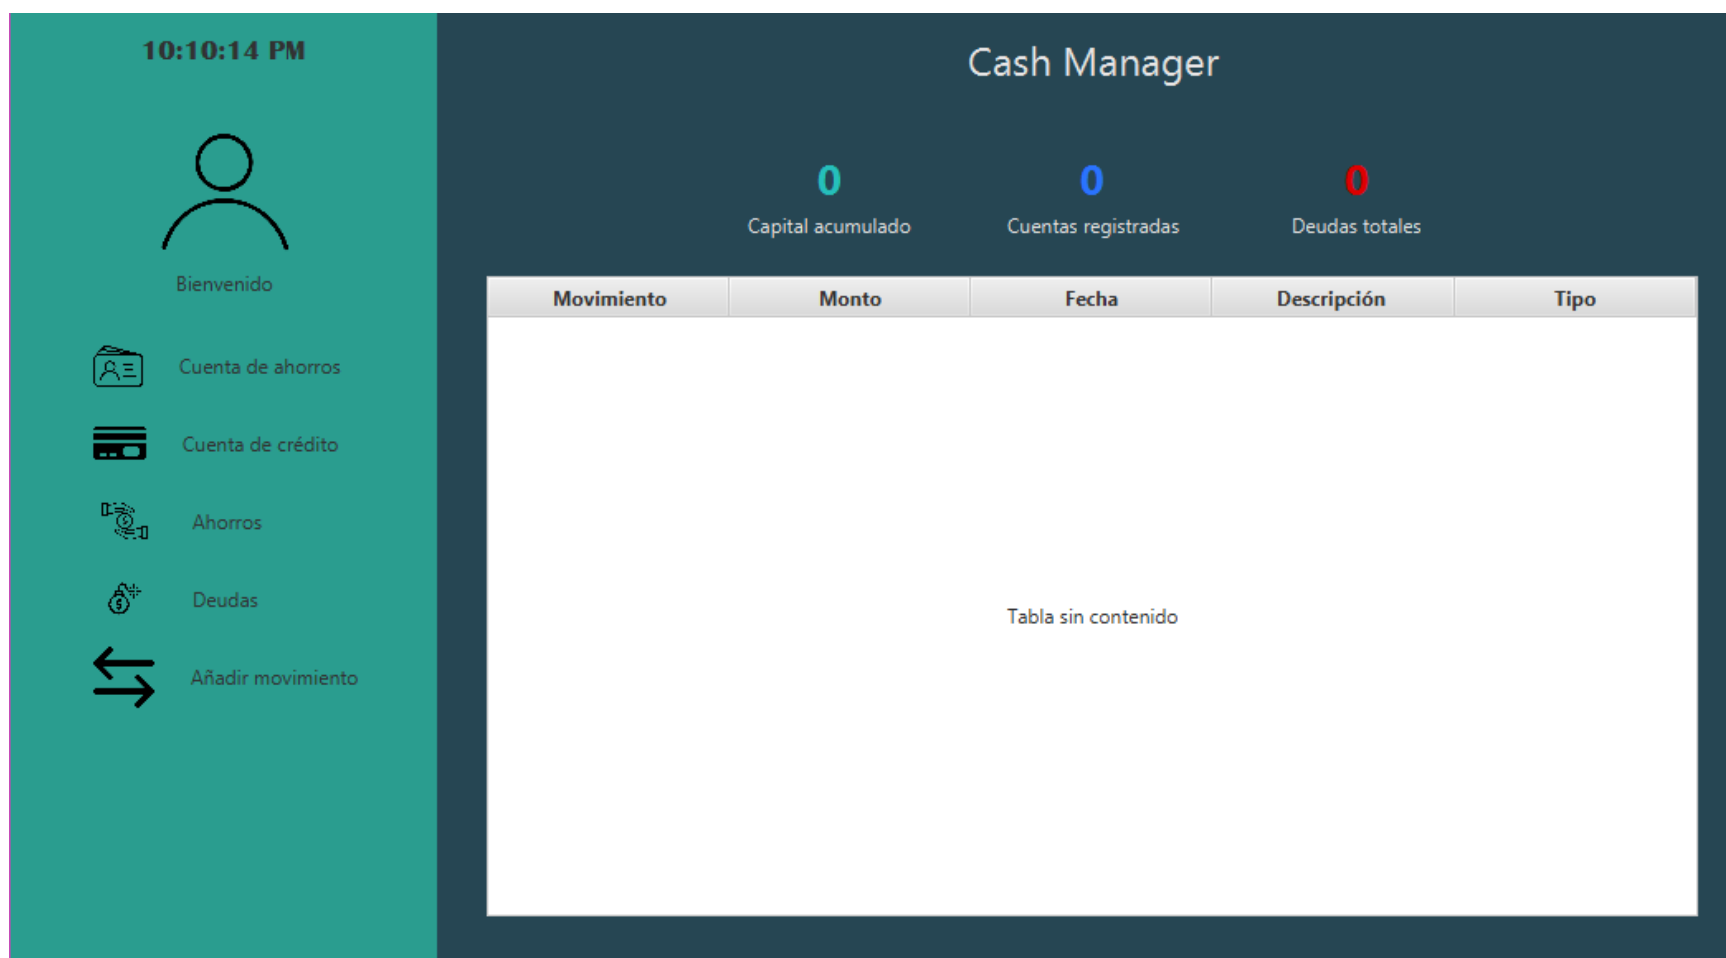 10:10:14 PM
Bienvenido
Cuenta de ahorros
Cuenta de crédito
Ahorros
Deudas
Añadir movimiento
Cash Manager
0 0 0
Capital acumulado Cuentas registradas Deudas totales
Movimiento Monto Fecha Descripción Tipo
Tabla sin contenido